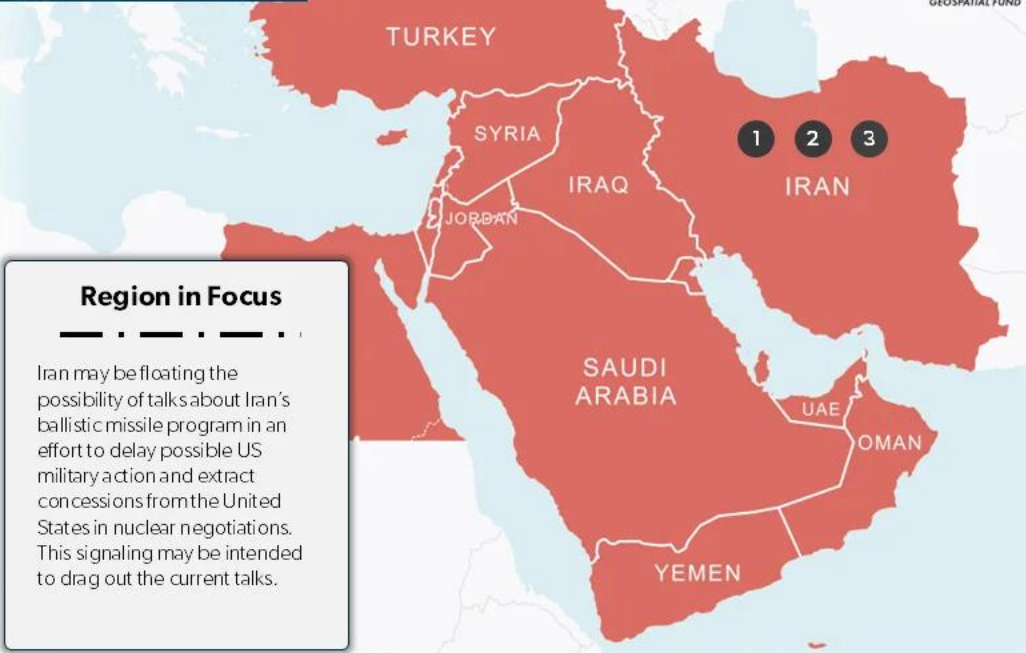 GEOSPATIAL FUND
TURKEY
SYRIA
1 2 3
IRAQ
IRAN
JORDAN
Region in Focus
Iran may be floating the
possibility of talks about Iran's
ballistic missile program in an
effort to delay possible US
military action and extract
concessions from the United
States in nuclear negotiations.
This signaling may be intended
to drag out the current talks.
SAUDI
ARABIA
UAE
OMAN
YEMEN